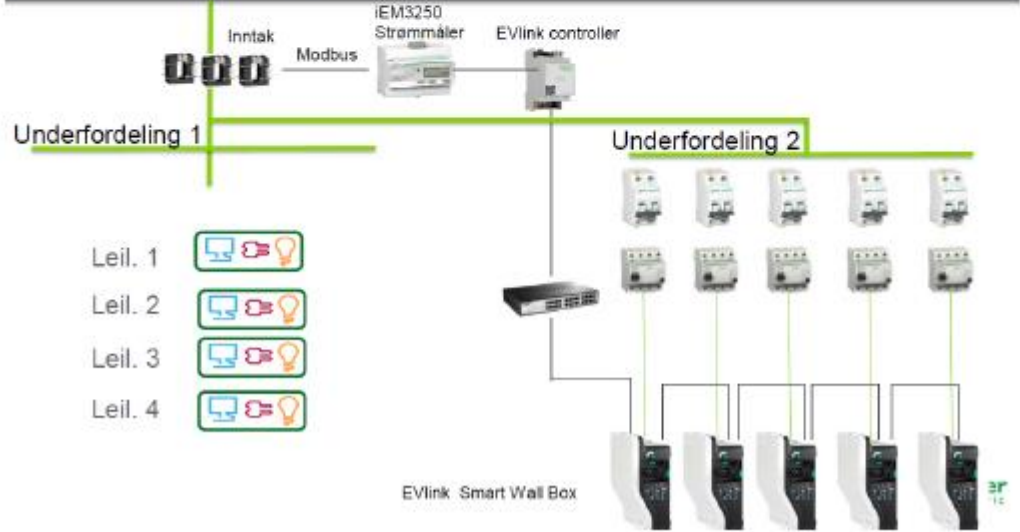 iEM3250
Inntak
Strømmåler
EVlink controller
Modbus
Underfordeling 1
Underfordeling 2
Leil. 1
Leil. 2
Leil. 3
Leil. 4
EVlink Smart Wall Box
er